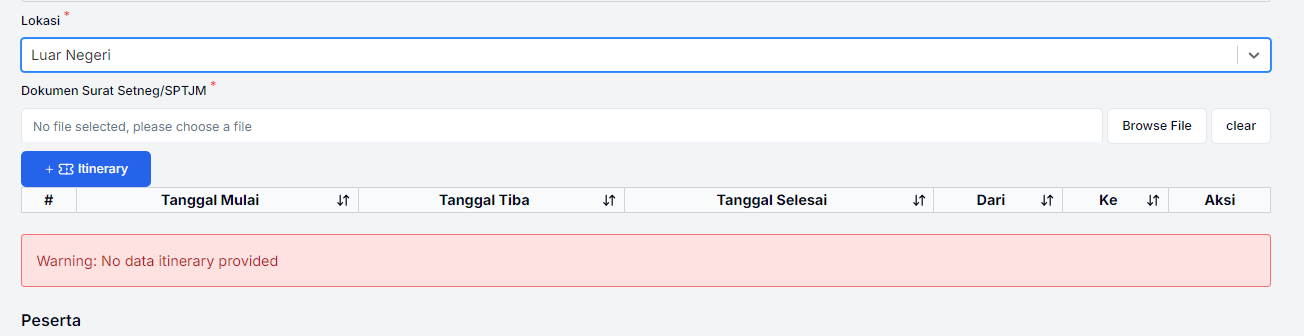 Lokasi *
Luar Negeri
Dokumen Surat Setneg/SPTJM *
No file selected, please choose a file Browse File clear
+ Itinerary
# Tanggal Mulai Tanggal Tiba Tanggal Selesai Dari Ke Aksi
Warning: No data itinerary provided
Peserta